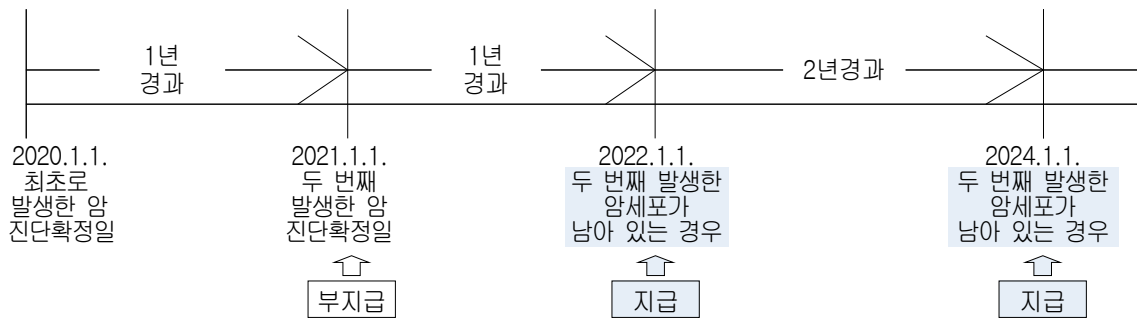 1년
경과
1년
경과
2년경과
2020.1.1.
최초로
발생한 암
진단확정일
2021.1.1.
두 번째
발생한 암
진단확정일
2022.1.1.
두 번째 발생한
암세포가
남아 있는 경우
2024.1.1.
두 번째 발생한
암세포가
남아 있는 경우
부지급
지급
지급